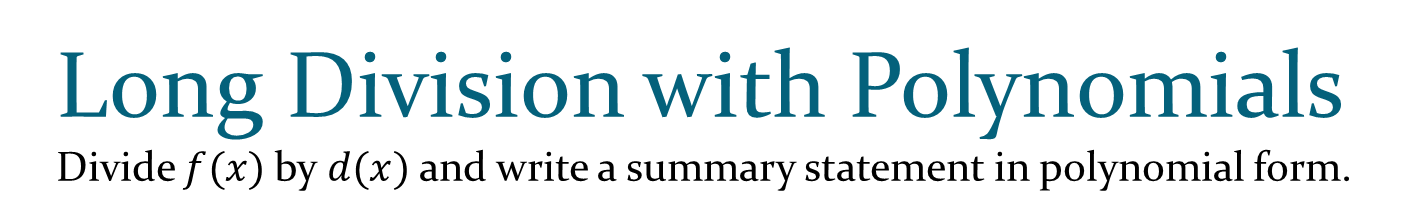 Long Division with Polynomials
Divide f (x) by d(x) and write a summary statement in polynomial form.